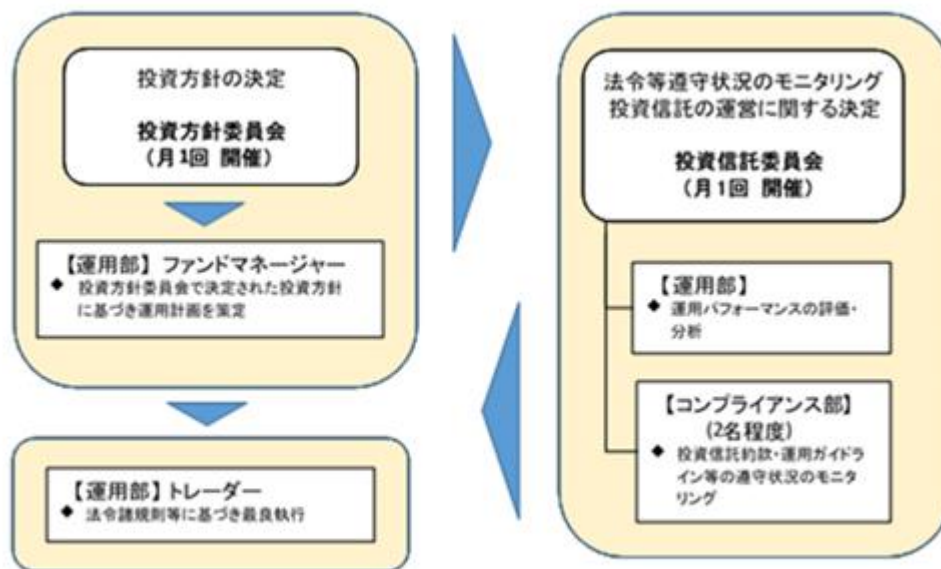 投資方針の決定
投資方針委員会
(月1回 開催)
【運用部】 ファンドマネージャー
◆ 投資方針委員会で決定された投資方針
に基づき運用計画を策定
【運用部】トレーダー
◆ 法令諸規則等に基づき最良執行
法令等遵守状況のモニタリング
投資信託の運営に関する決定
投資信託委員会
(月1回 開催)
【運用部】
◆ 運用パフォーマンスの評価・
分析
【コンプライアンス部】
(2名程度)
◆ 投資信託約款・運用ガイドラ
イン等の遵守状況のモニタ
リング